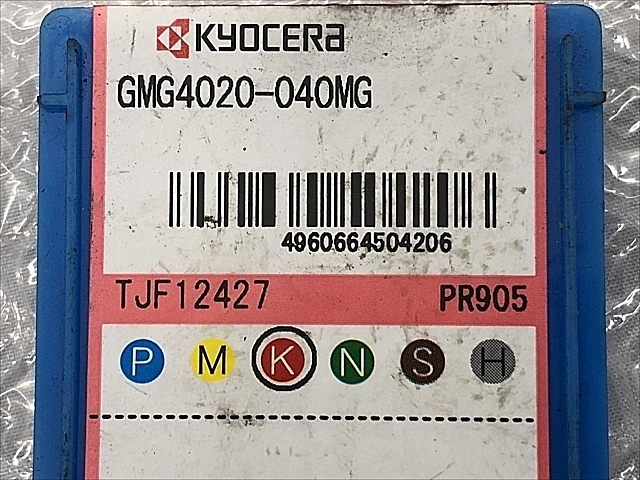 KYOCERA
GMG4020-040MG
4960664504206
TJF12427 PR905
P M K N S H